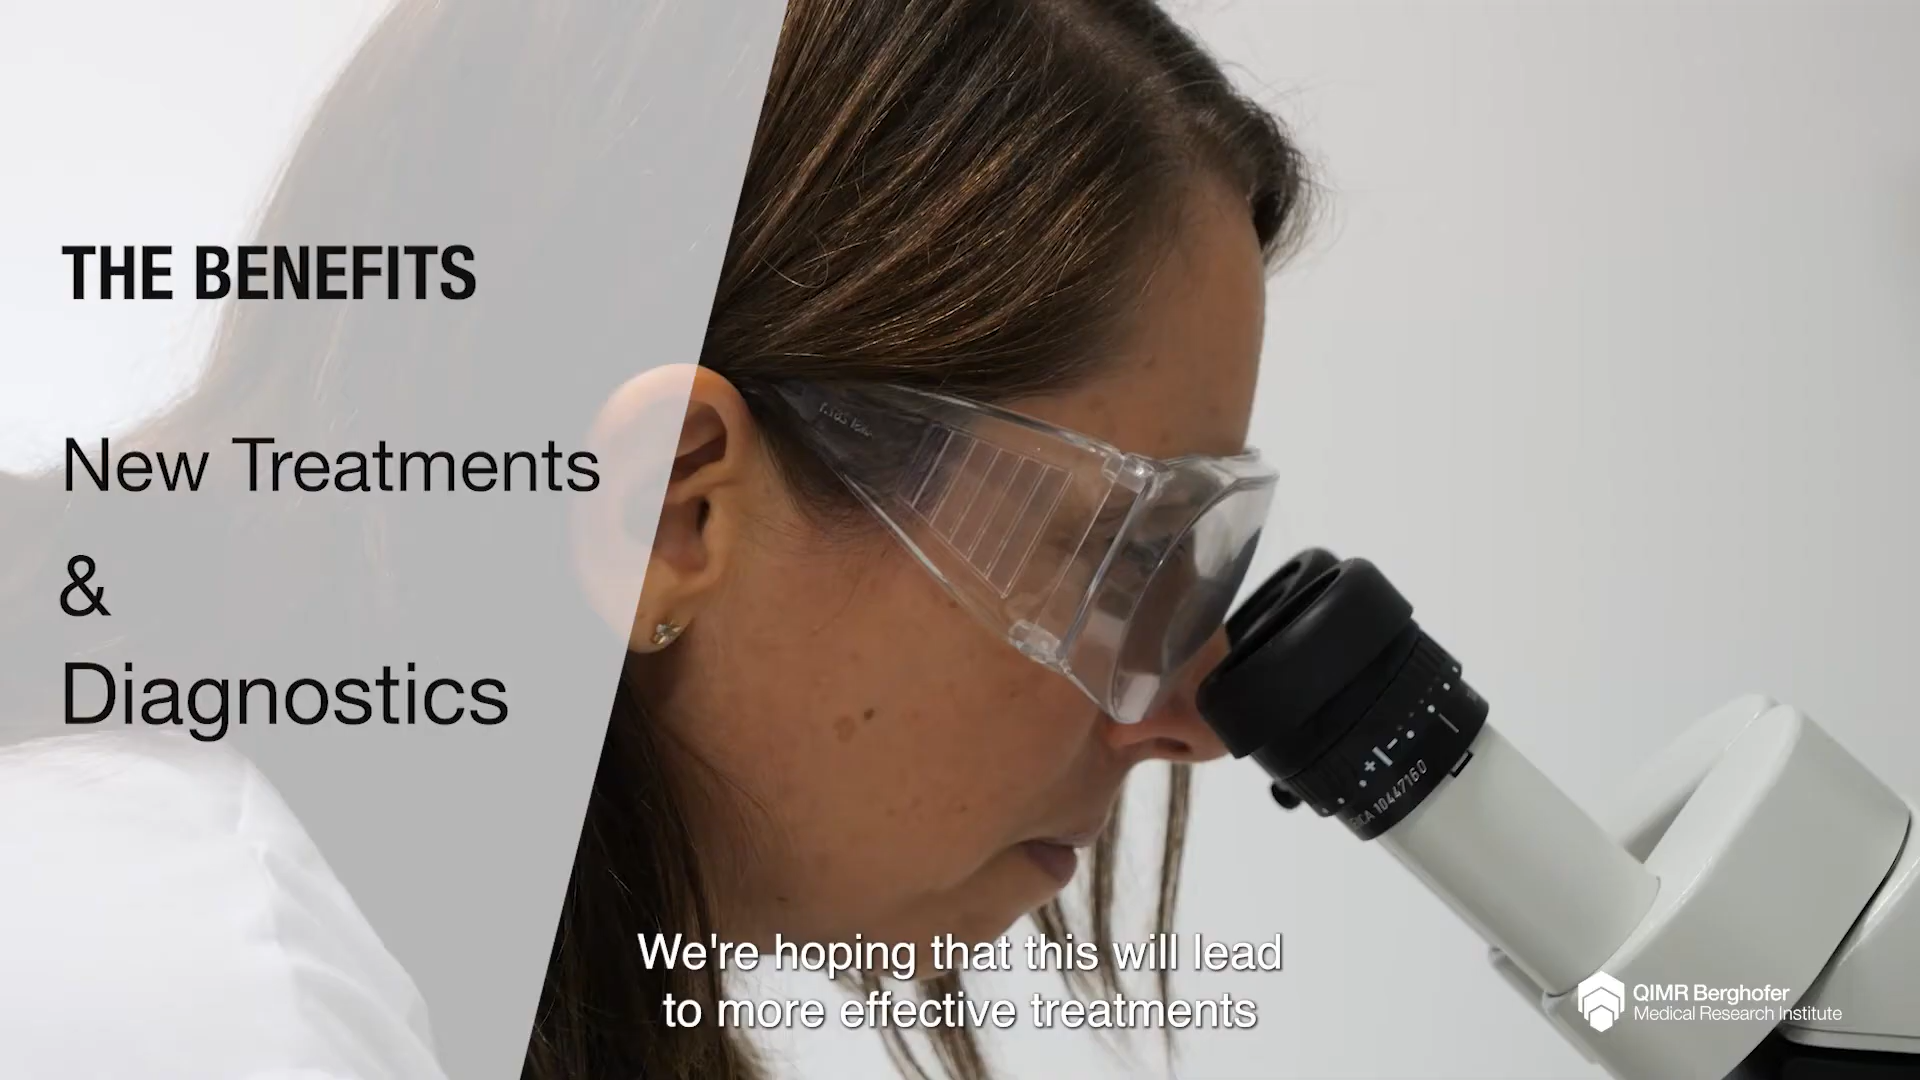 THE BENEFITS
New Treatments
&
Diagnostics
10447160
We're hoping that this will lead
to more effective treatments
QIMR Berghofer
Medical Research Institute